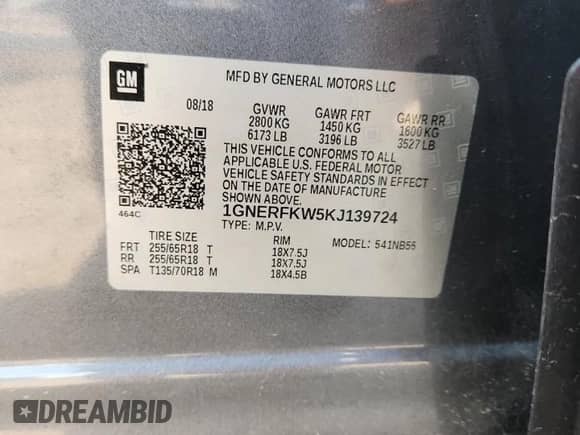 GM
MFD BY GENERAL MOTORS LLC
08/18 GVWR GAWR FRT GAWR RR
2800 KG 1450 KG 1600 KG
6173 LB 3196 LB 3527 LB
THIS VEHICLE CONFORMS TO ALL
APPLICABLE U.S. FEDERAL MOTOR
VEHICLE SAFETY STANDARDS IN EFFECT
ON THE DATE OF MANUFACTURE
SHOWN ABOVE.
464C
1GNERFKW5KJ139724
TYPE: M.P.V. MODEL: 541NB56
TIRE SIZE RIM
FRT 255/65R18 T 18X7.5J
RR 255/65R18 T 18X7.5J
SPA T135/70R18 M 18X4.5B
DREAMBID